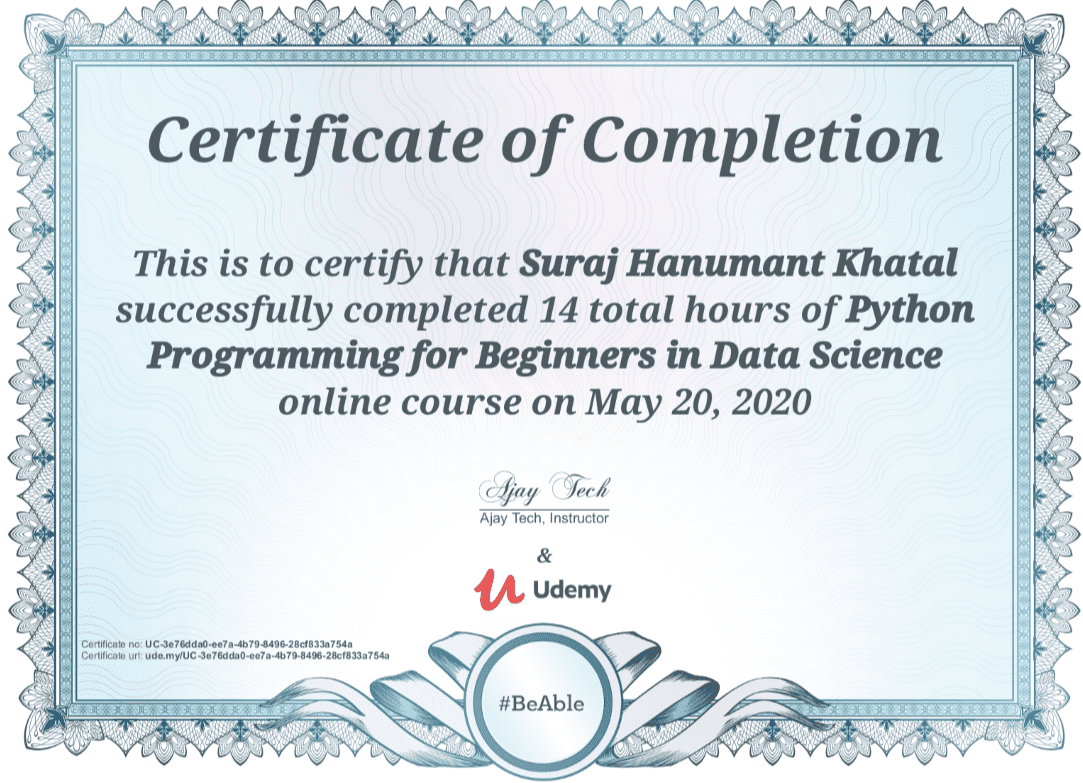 Certificate of Completion
This is to certify that Suraj Hanumant Khatal
successfully completed 14 total hours of Python
Programming for Beginners in Data Science
online course on May 20, 2020
Ajay Tech
Ajay Tech, Instructor
&
Udemy
Certificate no: UC-3e76dda0-ee7a-4b79-8496-28cf833a754a
Certificate url: ude.my/UC-3e76dda0-ee7a-4b79-8496-28cf833a754a
#BeAble